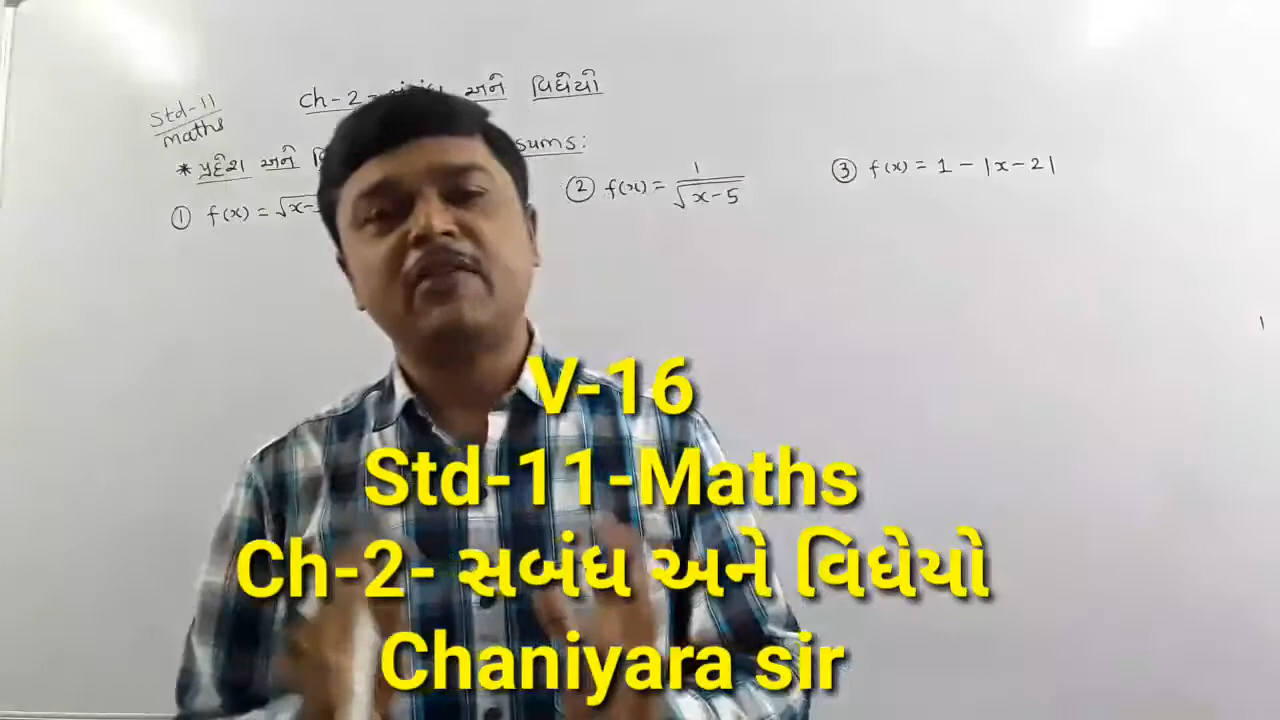 Std-11
maths
Ch-2- અને વિધેયો
* પ્રદેશ અને sums:
① f(x) = √x-
② f(x) = 1/√x-5
③ f(x) = 1 - |x-2|
V-16
Std-11-Maths
Ch-2- સબંધ અને વિધેયો
Chaniyara sir